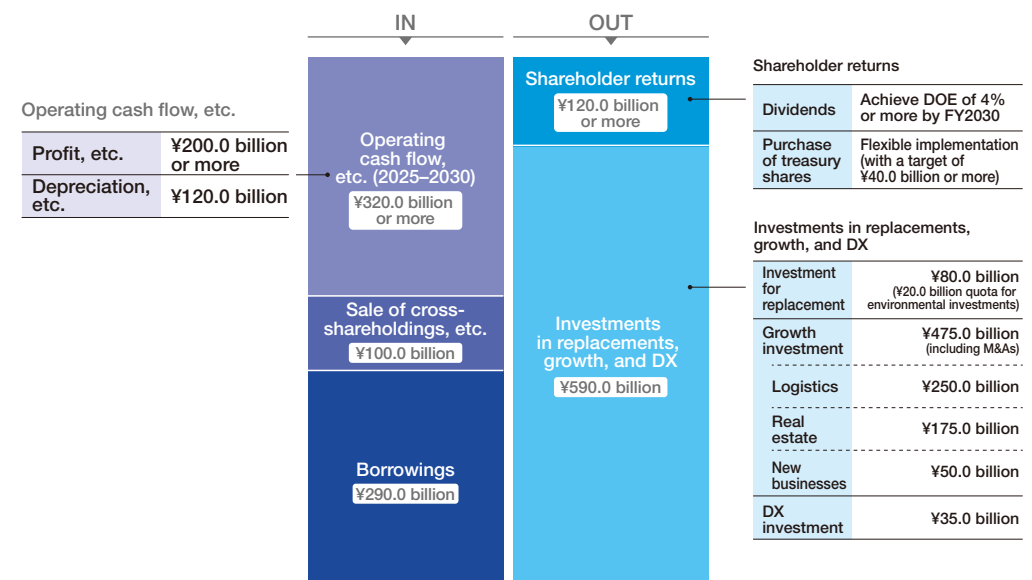 IN
OUT
Operating cash flow, etc.
Profit, etc.
¥200.0 billion
or more
Depreciation,
etc.
¥120.0 billion
Operating
cash flow,
etc. (2025–2030)
¥320.0 billion
or more
Sale of cross-
shareholdings, etc.
¥100.0 billion
Borrowings
¥290.0 billion
Shareholder returns
¥120.0 billion
or more
Investments
in replacements,
growth, and DX
¥590.0 billion
Shareholder returns
Dividends
Achieve DOE of 4%
or more by FY2030
Purchase
of treasury
shares
Flexible implementation
(with a target of
¥40.0 billion or more)
Investments in replacements,
growth, and DX
Investment
for
replacement
¥80.0 billion
(¥20.0 billion quota for
environmental investments)
Growth
investment
¥475.0 billion
(including M&As)
Logistics
¥250.0 billion
Real
estate
¥175.0 billion
New
businesses
¥50.0 billion
DX
investment
¥35.0 billion